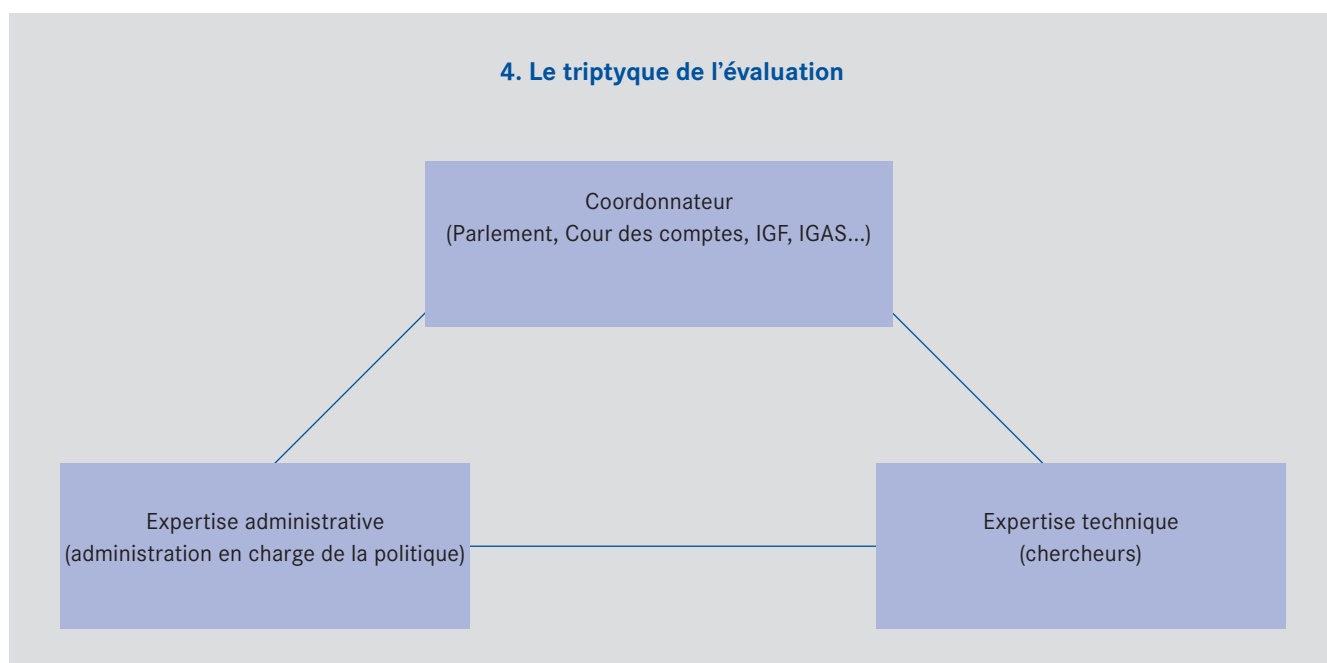 4. Le triptyque de l’évaluation
Coordonnateur
(Parlement, Cour des comptes, IGF, IGAS...)
Expertise administrative
(administration en charge de la politique)
Expertise technique
(chercheurs)